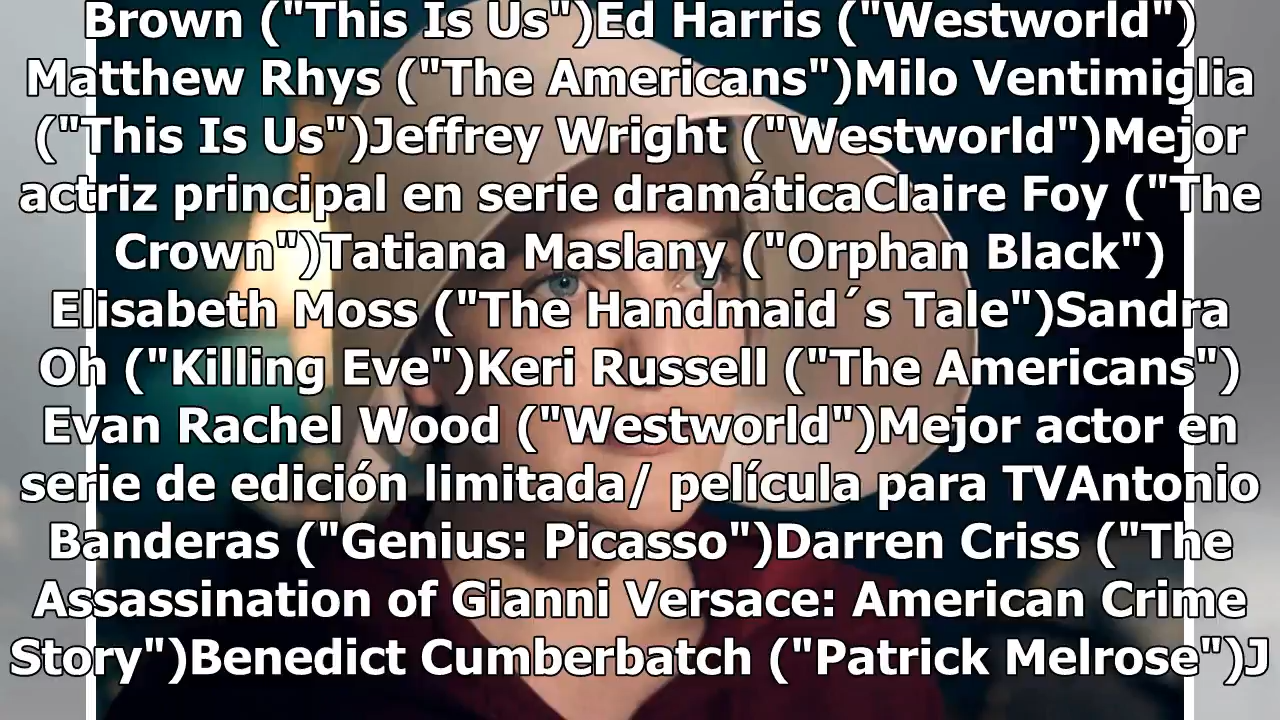 Brown ("This Is Us")Ed Harris ("Westworld")
Matthew Rhys ("The Americans")Milo Ventimiglia
("This Is Us")Jeffrey Wright ("Westworld")Mejor
actriz principal en serie dramáticaClaire Foy ("The
Crown")Tatiana Maslany ("Orphan Black")
Elisabeth Moss ("The Handmaid´s Tale")Sandra
Oh ("Killing Eve")Keri Russell ("The Americans")
Evan Rachel Wood ("Westworld")Mejor actor en
serie de edición limitada/ película para TVAntonio
Banderas ("Genius: Picasso")Darren Criss ("The
Assassination of Gianni Versace: American Crime
Story")Benedict Cumberbatch ("Patrick Melrose")J